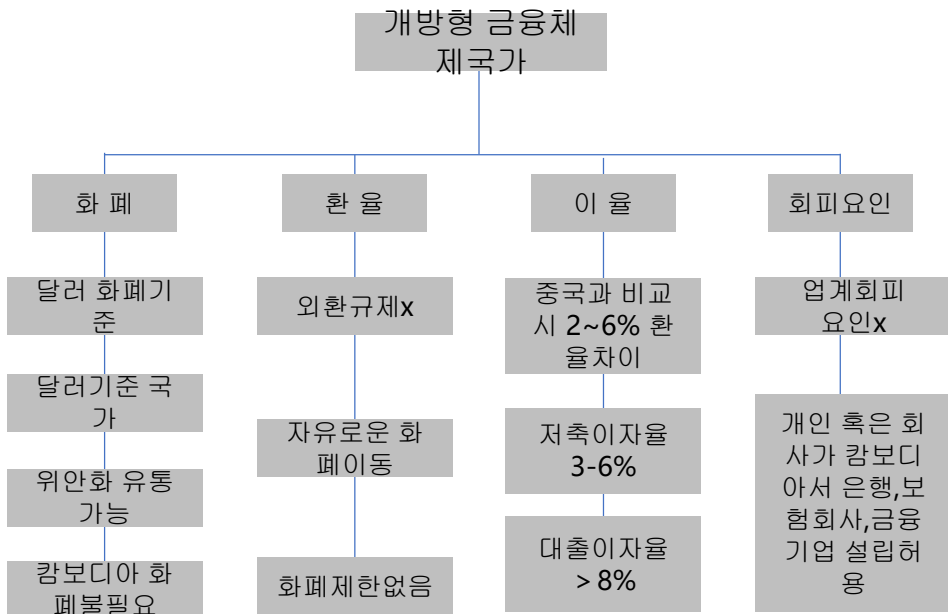 개방형 금융체
제국가
화 폐
달러 화폐기
준
달러기준 국
가
위안화 유통
가능
캄보디아 화
폐불필요
환 율
외환규제x
자유로운 화
폐이동
화폐제한없음
이 율
중국과 비교
시 2~6% 환
율차이
저축이자율
3-6%
대출이자율
> 8%
회피요인
업계회피
요인x
개인 혹은 회
사가 캄보디
아서 은행,보
험회사,금융
기업 설립허
용